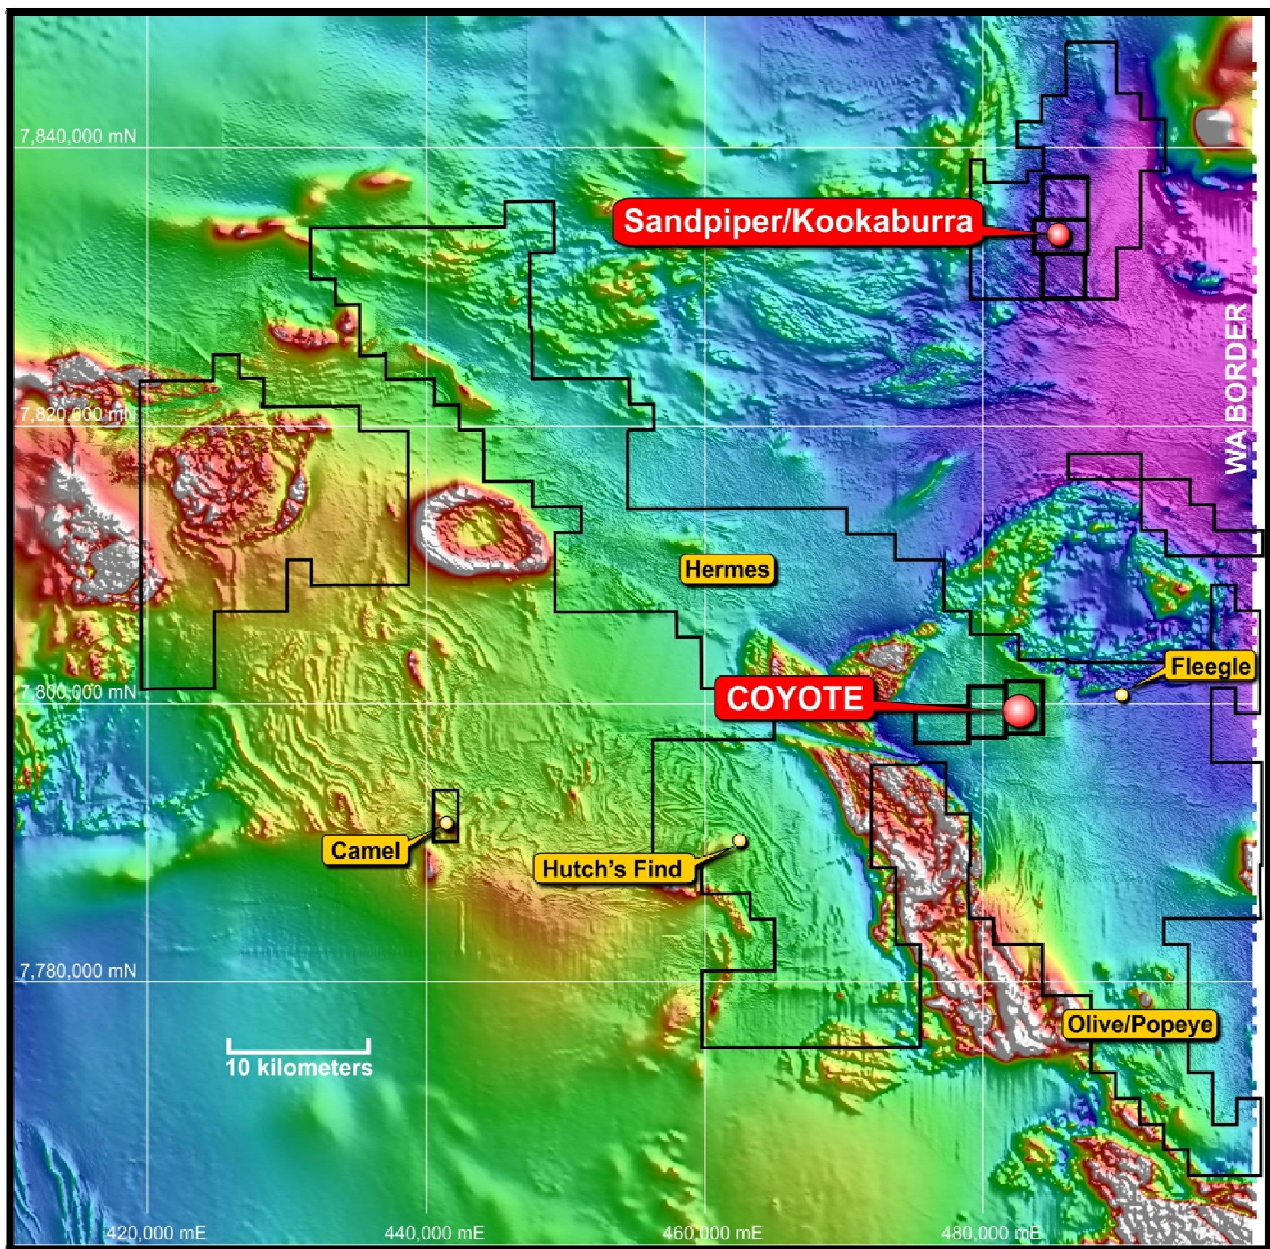 7,840,000 mN
Sandpiper/Kookaburra
WA BORDER
7,820,000 mN
Hermes
Fleegle
7,800,000 mN
COYOTE
Camel
Hutch's Find
7,780,000 mN
Olive/Popeye
10 kilometers
420,000 mE
440,000 mE
460,000 mE
480,000 mE